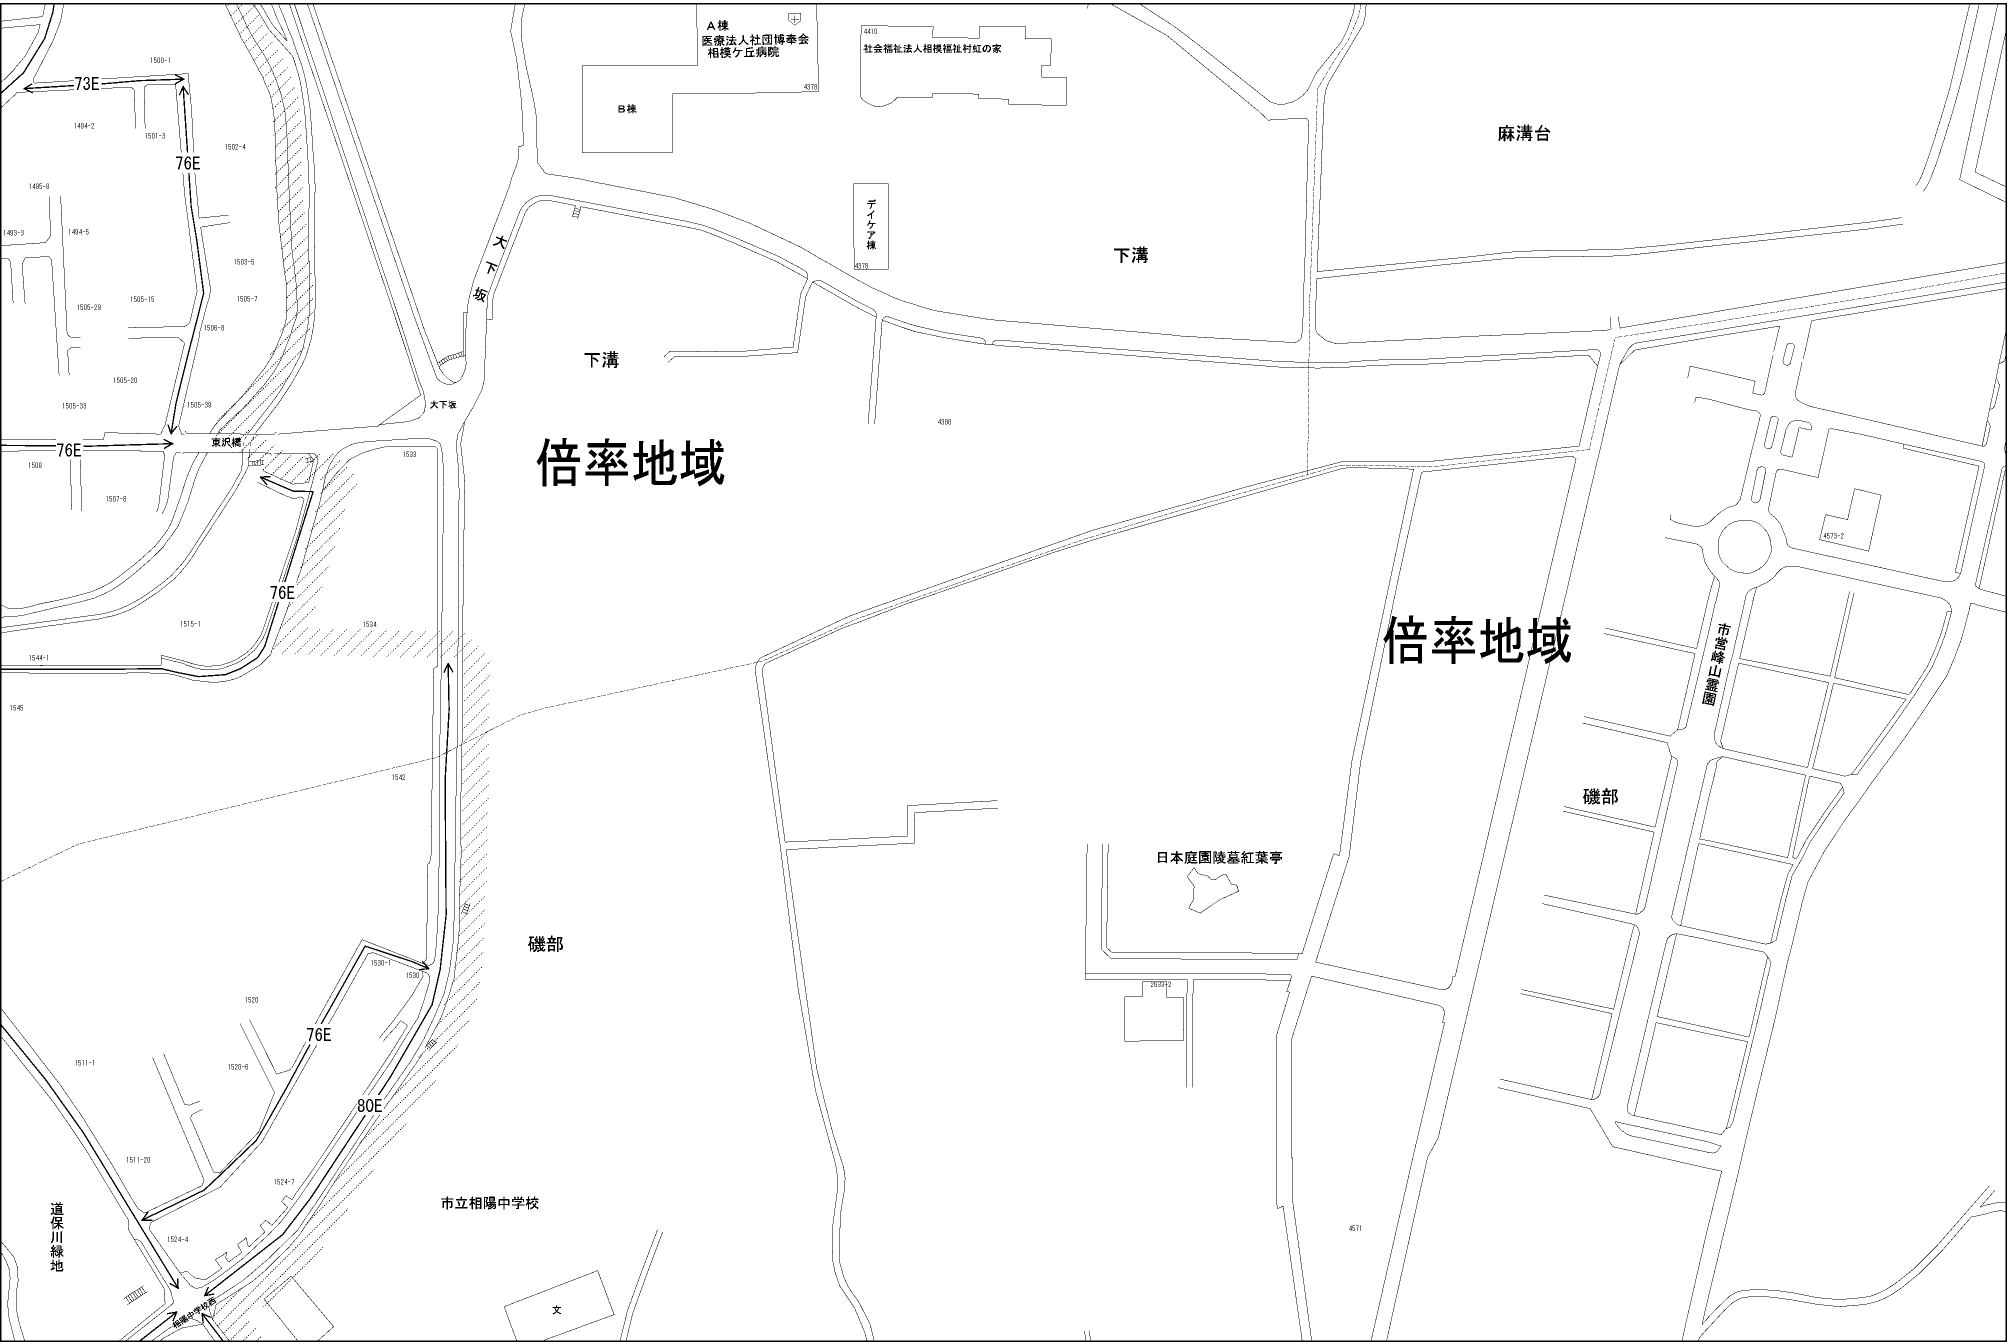 A棟
医療法人社団博奉会
相模ケ丘病院
4378
B棟
4410
社会福祉法人相模福祉村虹の家
1500-1
73E
1494-2
1501-3
1502-4
76E
麻溝台
1495-8
1493-3
1494-5
デイケア棟
4378
大下坂
下溝
1503-5
1505-15
1505-7
1505-29
1506-8
下溝
1505-20
1505-33
1505-39
大下坂
4390
東沢橋
76E
1533
倍率地域
1508
1507-8
4573-2
76E
1515-1
1534
倍率地域
市営峰山霊園
1544-1
1545
1542
磯部
日本庭園陵墓紅葉亭
磯部
1530-1
1530
2633-2
1520
76E
1511-1
1520-6
80E
1511-20
1524-7
市立相陽中学校
道保川緑地
1524-4
4571
相陽中学校西
文